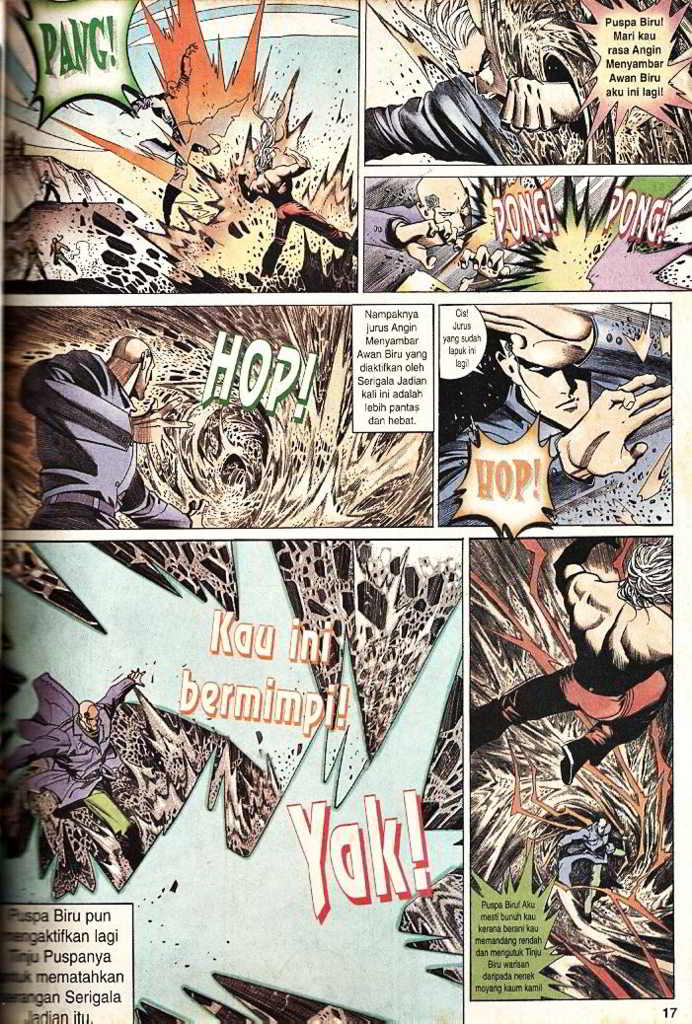 PANG!
Puspa Biru!
Mari kau
rasa Angin
Menyambar
Awan Biru
aku ini lagi!
PONG!
PONG!
HOP!
Nampaknya
jurus Angin
Menyambar
Awan Biru yang
diaktifkan oleh
Serigala Jadian
kali ini adalah
lebih pantas
dan hebat.
Cis!
Jurus
yang sudah
lapuk ini
lagi!
HOP!
Kau ini
bermimpi!
Yak!
Puspa Biru pun
mengaktifkan lagi
Tinju Puspanya
untuk mematahkan
serangan Serigala
Jadian itu.
Puspa Biru! Aku
mesti bunuh kau
kerana berani kau
memandang rendah
dan mengutuk Tinju
Biru warisan
daripada nenek
moyang kaum kami!
17